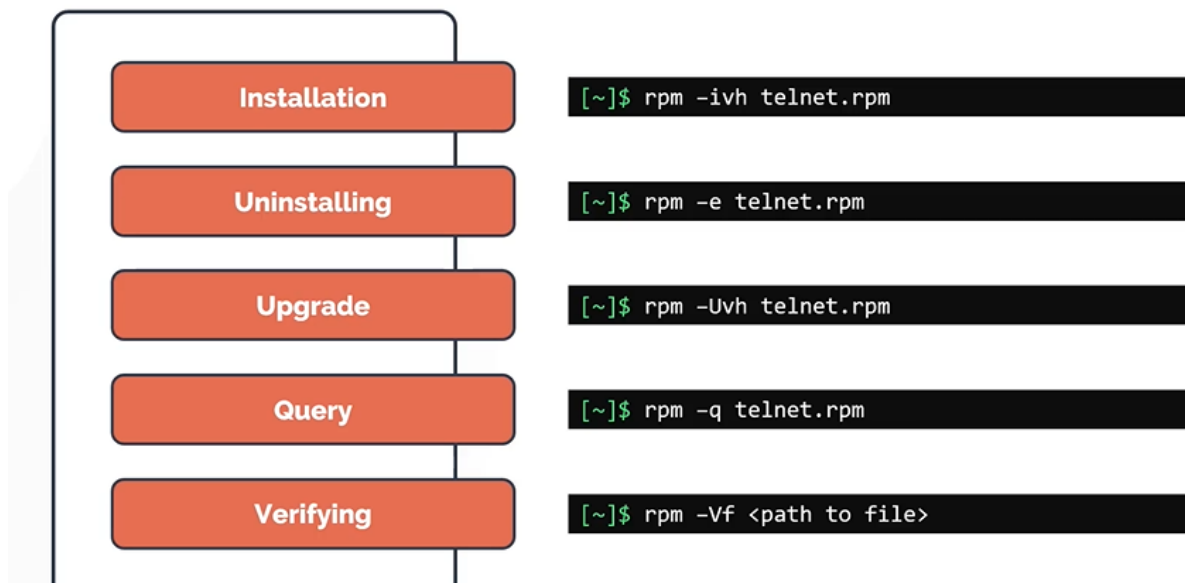 Installation
[~]$ rpm –ivh telnet.rpm
Uninstalling
[~]$ rpm –e telnet.rpm
Upgrade
[~]$ rpm –Uvh telnet.rpm
Query
[~]$ rpm –q telnet.rpm
Verifying
[~]$ rpm –Vf <path to file>